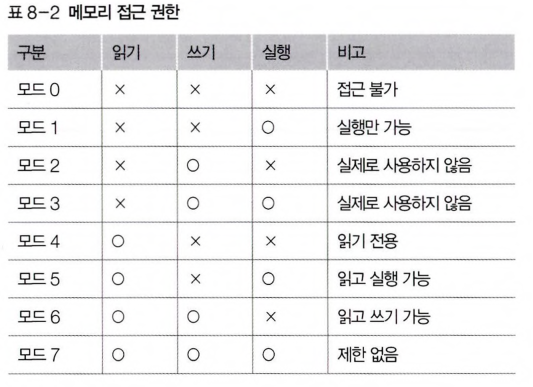 표 8-2 메모리 접근 권한
구분 읽기 쓰기 실행 비고
모드 0 × × × 접근 불가
모드 1 × × ○ 실행만 가능
모드 2 × ○ × 실제로 사용하지 않음
모드 3 × ○ ○ 실제로 사용하지 않음
모드 4 ○ × × 읽기 전용
모드 5 ○ × ○ 읽고 실행 가능
모드 6 ○ ○ × 읽고 쓰기 가능
모드 7 ○ ○ ○ 제한 없음